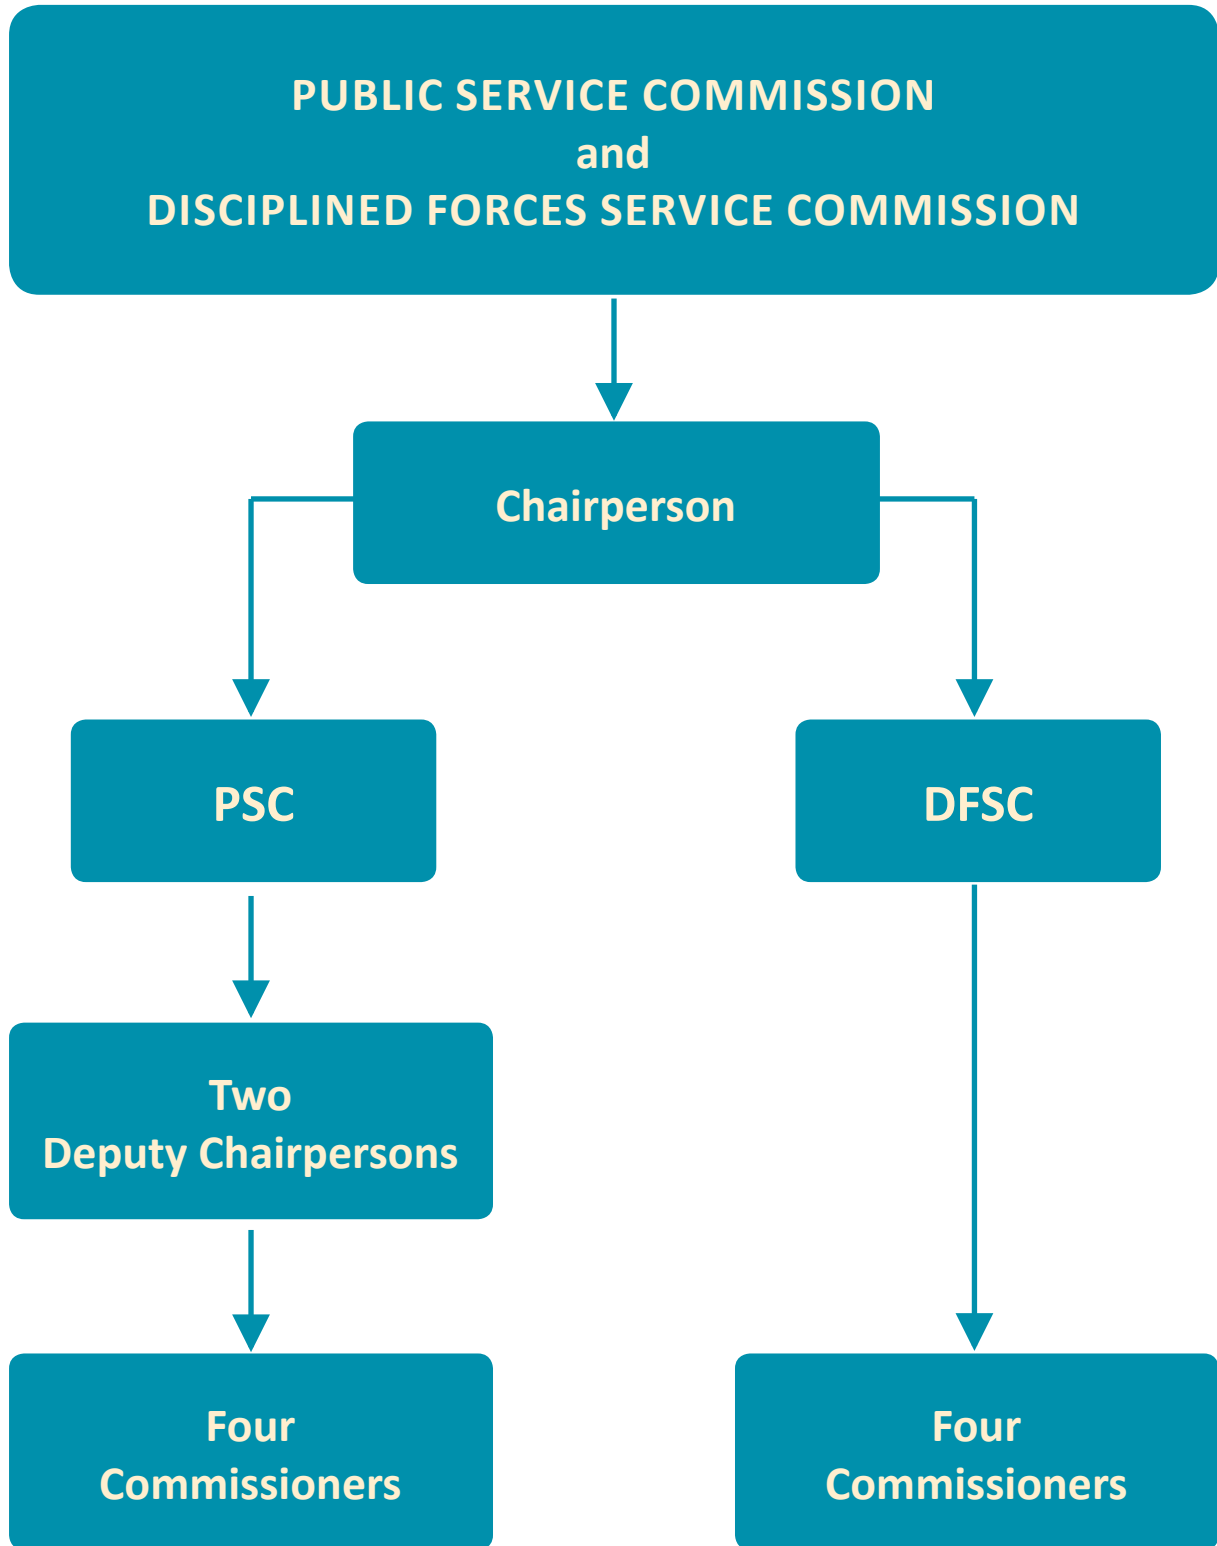 PUBLIC SERVICE COMMISSION
and
DISCIPLINED FORCES SERVICE COMMISSION
Chairperson
PSC
DFSC
Two
Deputy Chairpersons
Four
Commissioners
Four
Commissioners